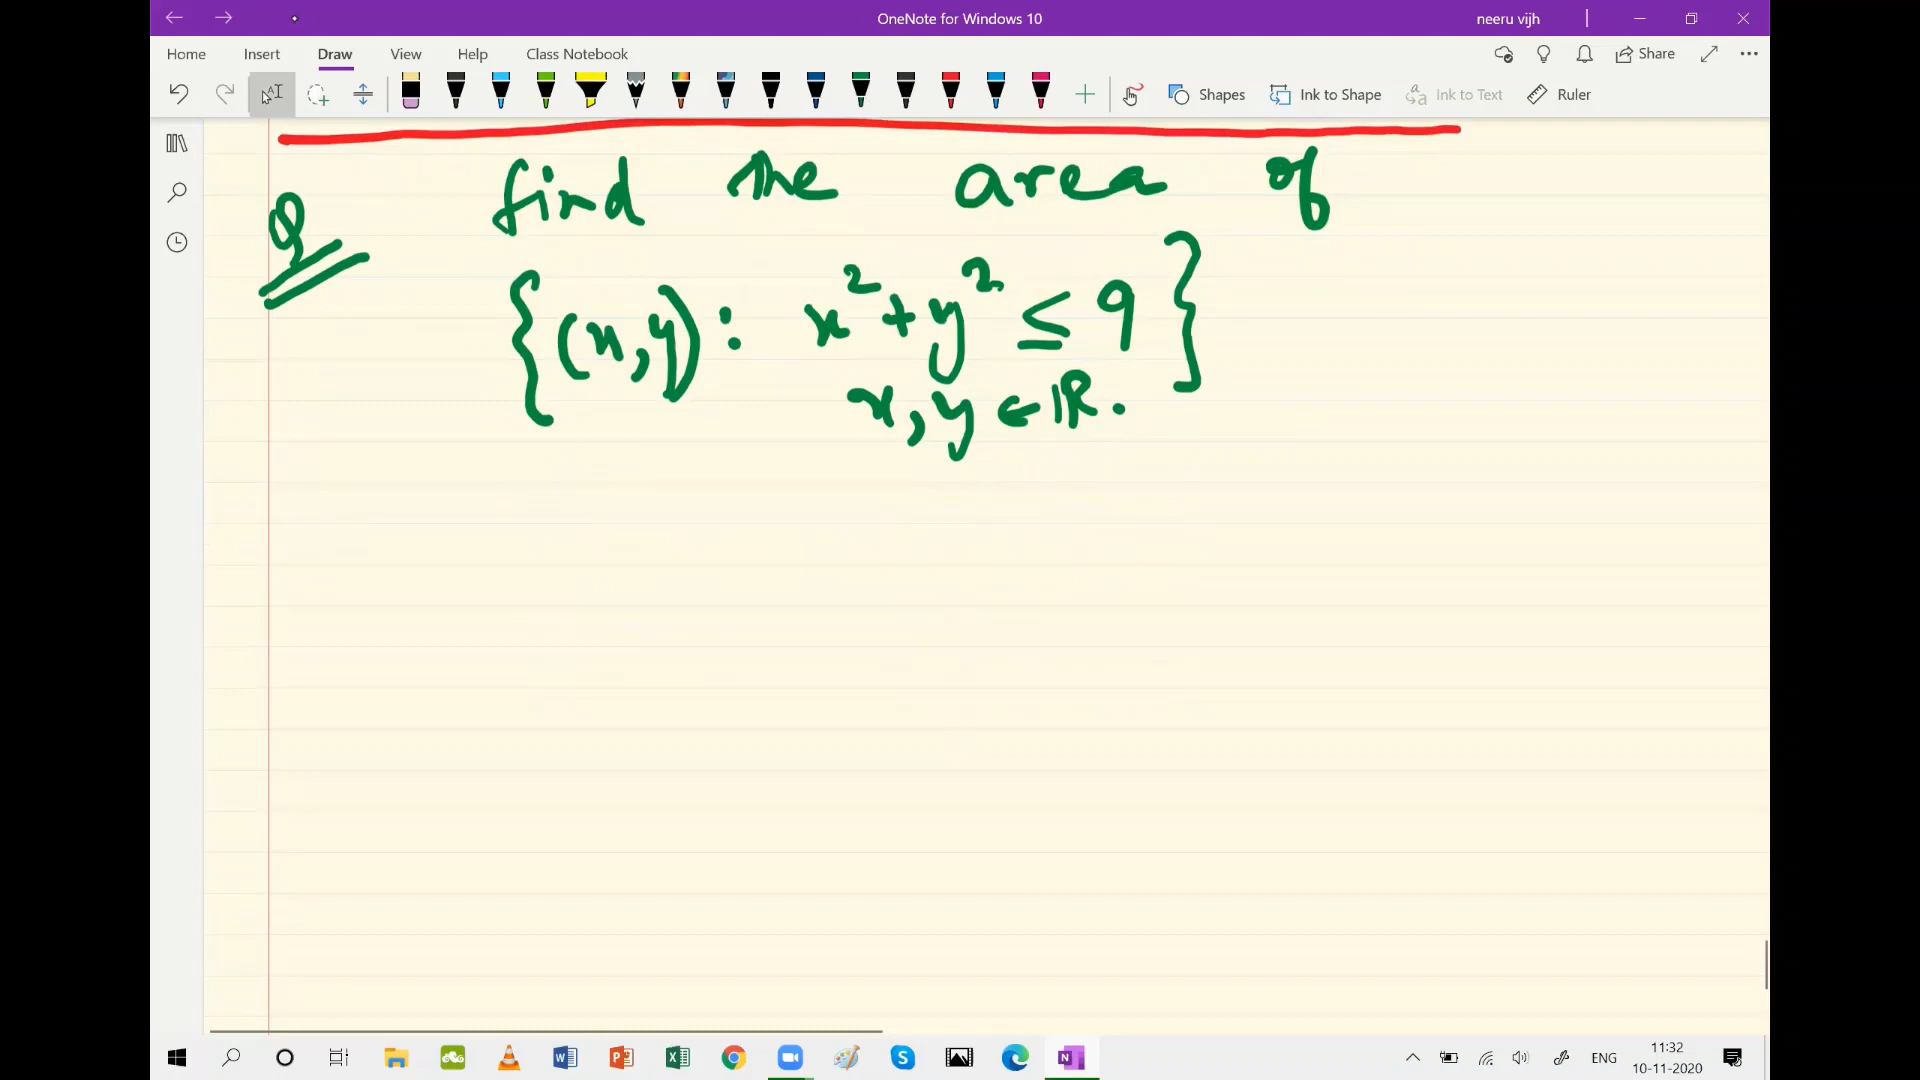 OneNote for Windows 10
neeru vijh
Home Insert Draw View Help Class Notebook
Share
Shapes Ink to Shape Ink to Text Ruler
find the area of
Q
{(x,y): x²+y² ≤ 9}
x,y ∈ ℝ.
ENG
11:32
10-11-2020